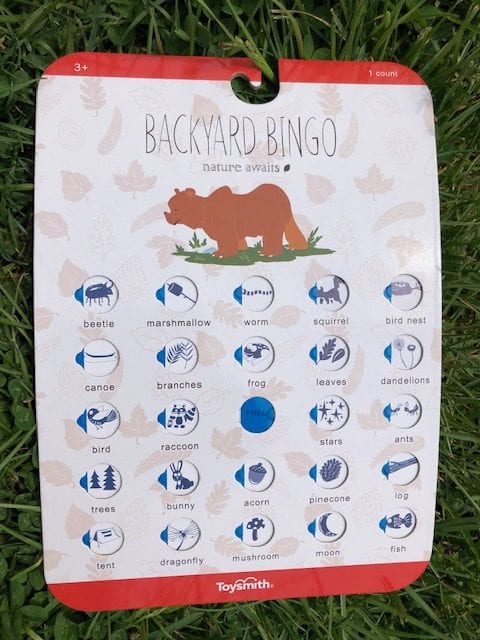 3+ 1 count
BACKYARD BINGO
nature awaits
beetle marshmallow worm squirrel bird nest
canoe branches frog leaves dandelions
FREE
bird raccoon stars ants
trees bunny acorn pinecone log
tent dragonfly mushroom moon fish
Toysmith®